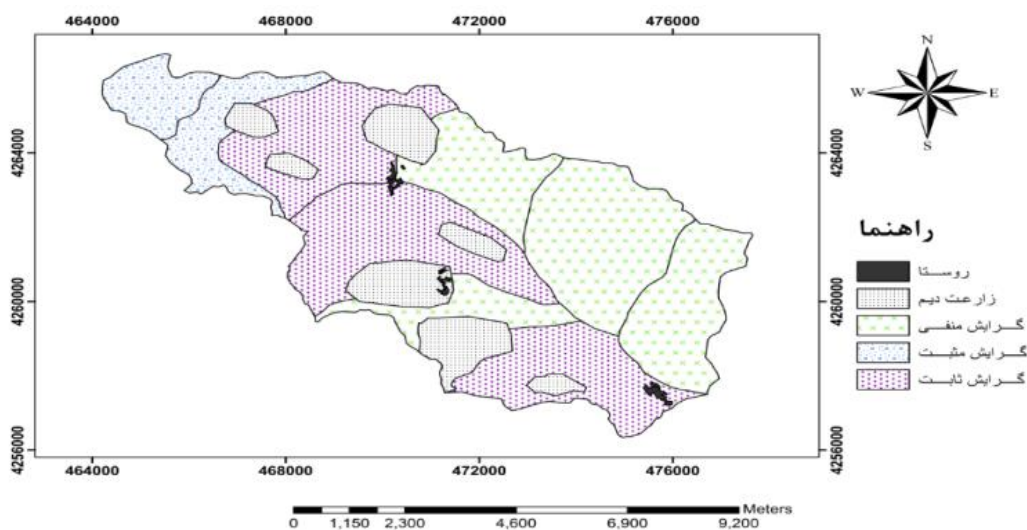 464000 468000 472000 476000
N
W E
S
4264000 4264000
4260000 4260000
4256000 4256000
464000 468000 472000 476000
راهنما
روستا
زارعت دیم
گرایش منفی
گرایش مثبت
گرایش ثابت
Meters
0 1,150 2,300 4,600 6,900 9,200